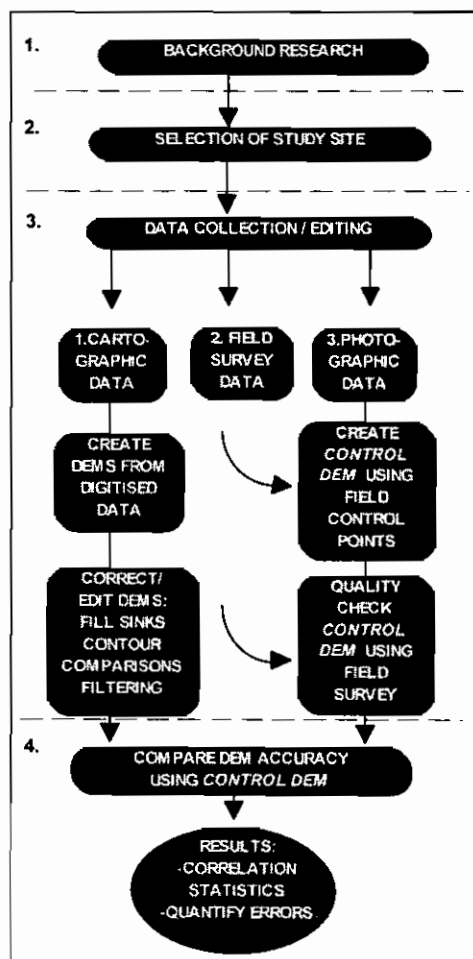 1.
BACKGROUND RESEARCH
2.
SELECTION OF STUDY SITE
3.
DATA COLLECTION / EDITING
1.CARTO-
GRAPHIC
DATA
2. FIELD
SURVEY
DATA
3.PHOTO-
GRAPHIC
DATA
CREATE
DEMS FROM
DIGITISED
DATA
CREATE
CONTROL
DEM USING
FIELD
CONTROL
POINTS
CORRECT/
EDIT DEMS:
FILL SINKS
CONTOUR
COMPARISONS
FILTERING
QUALITY
CHECK
CONTROL
DEM USING
FIELD
SURVEY
4.
COMPARE DEM ACCURACY
USING CONTROL DEM
RESULTS:
-CORRELATION
STATISTICS
-QUANTIFY ERRORS